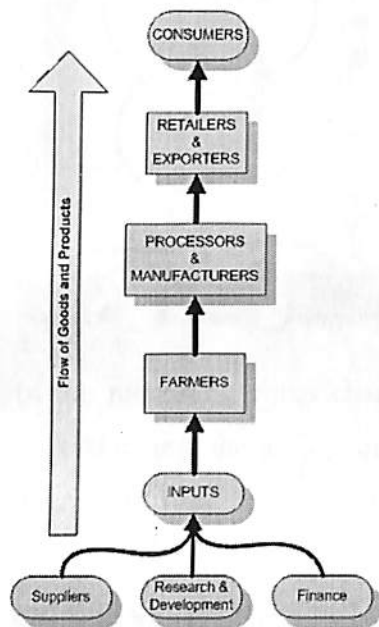 CONSUMERS
RETAILERS
&
EXPORTERS
PROCESSORS
&
MANUFACTURERS
FARMERS
INPUTS
Suppliers
Research &
Development
Finance
Flow of Goods and Products